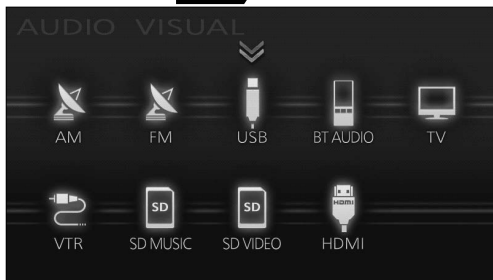 AUDIO VISUAL
AM FM USB BT AUDIO TV
SD SD HDMI
VTR SD MUSIC SD VIDEO HDMI